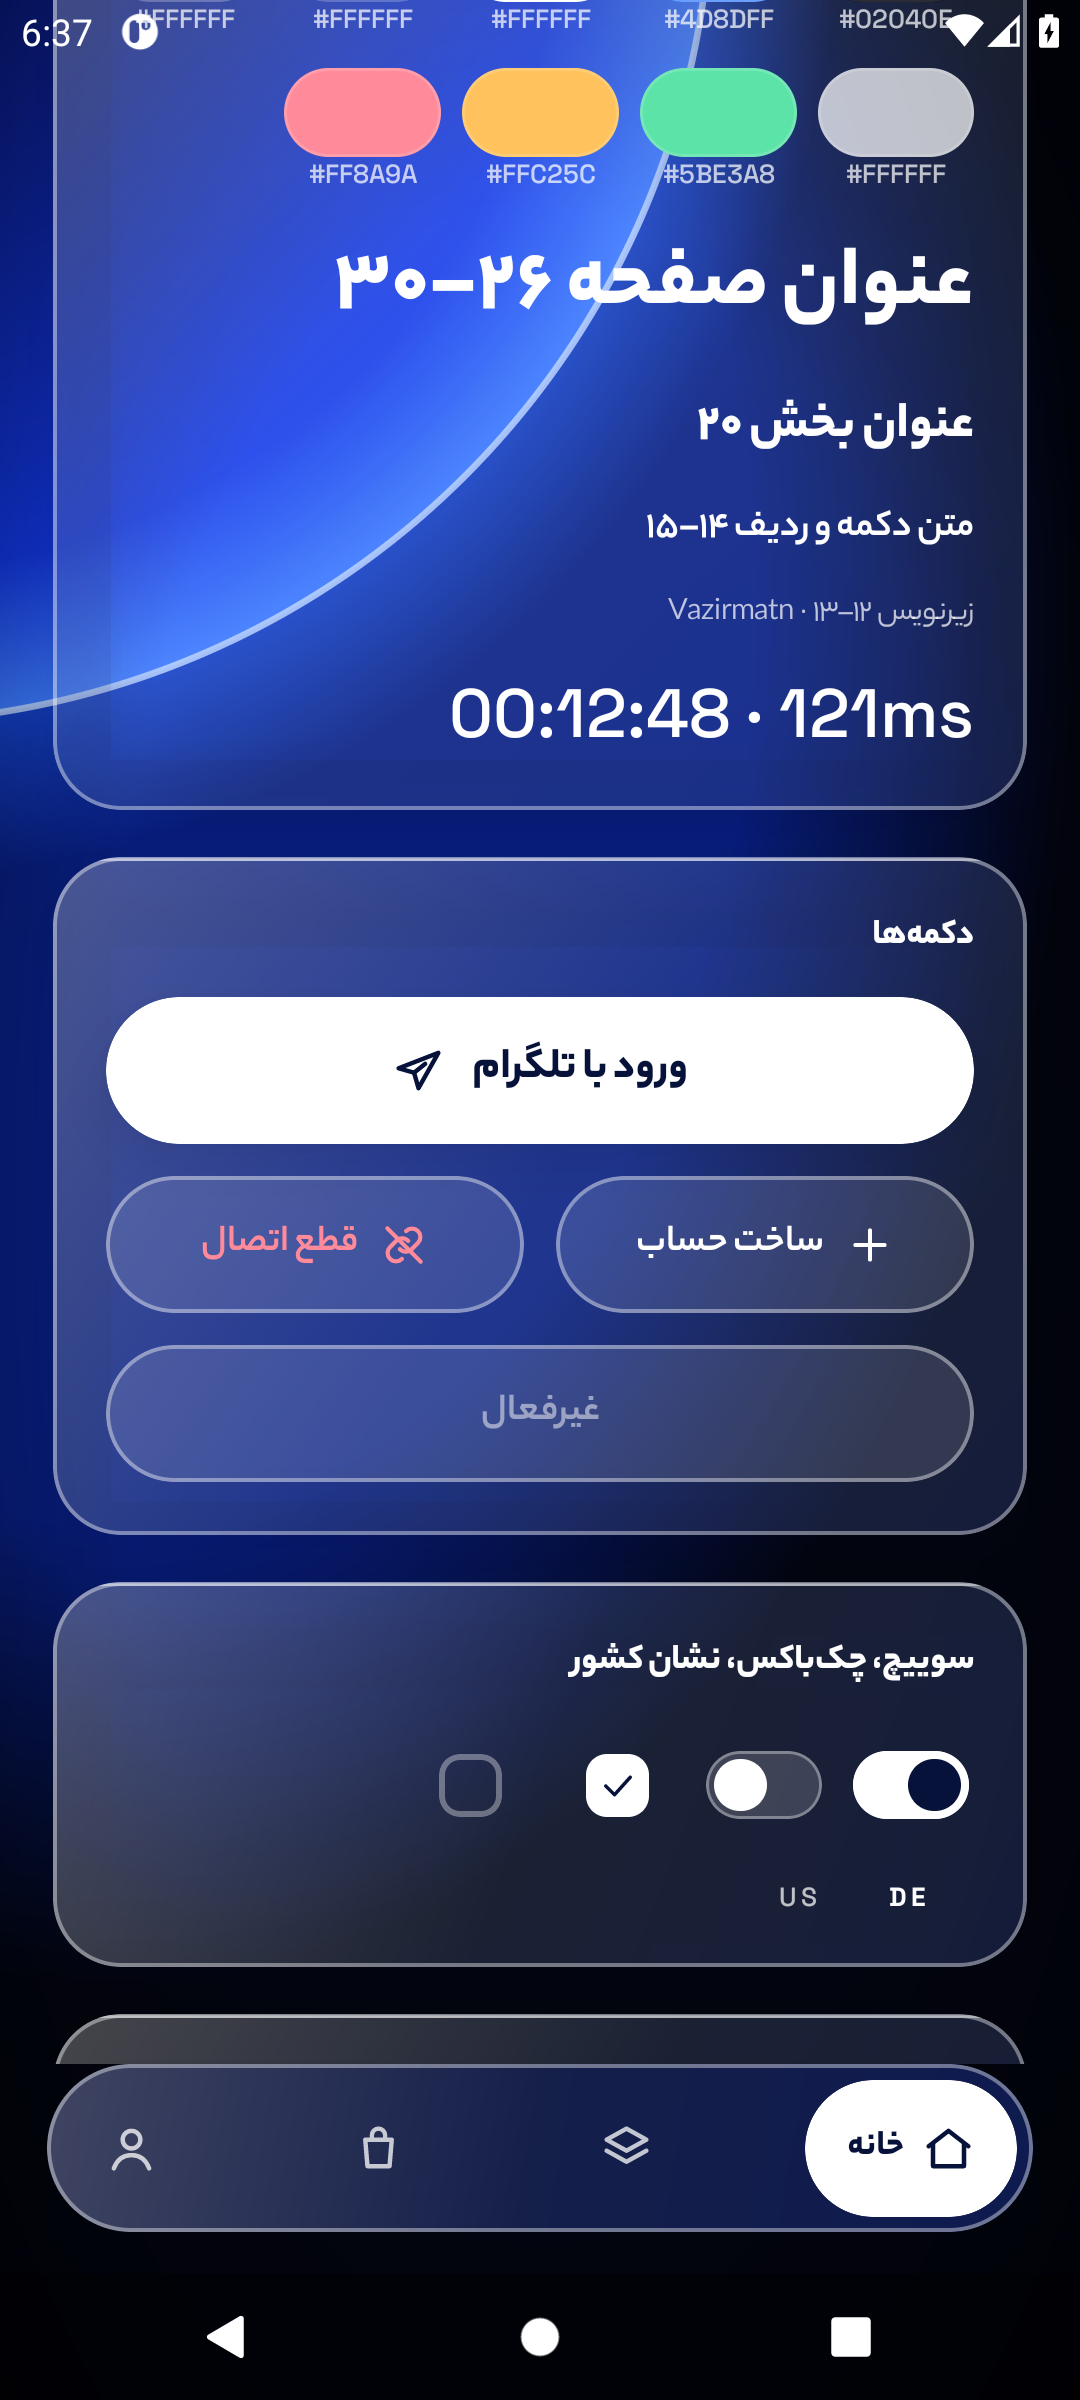 6:37
#FFFFFF #FFFFFF #FFFFFF #4D8DFF #02040E
#FF8A9A #FFC25C #5BE3A8 #FFFFFF
عنوان صفحه ۲۶–۳۰
عنوان بخش ۲۰
متن دکمه و ردیف ۱۴–۱۵
زیرنویس ۱۲–۱۳ · Vazirmatn
00:12:48 · 121ms
دکمه‌ها
ورود با تلگرام
ساخت حساب
قطع اتصال
غیرفعال
سوییچ، چک‌باکس، نشان کشور
DE
US
خانه